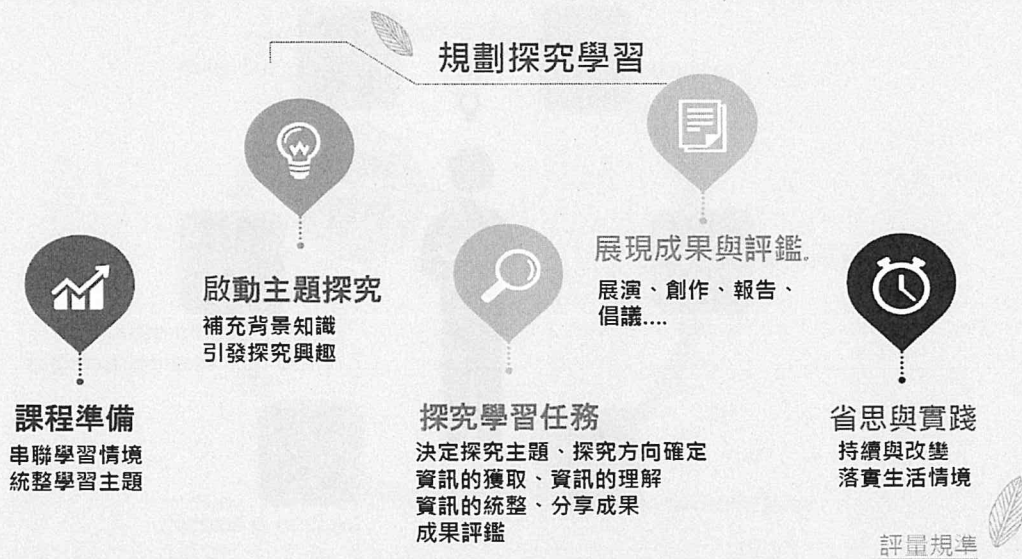 規劃探究學習
課程準備
串聯學習情境
統整學習主題
啟動主題探究
補充背景知識
引發探究興趣
探究學習任務
決定探究主題、探究方向確定
資訊的獲取、資訊的理解
資訊的統整、分享成果
成果評鑑
展現成果與評鑑.
展演、創作、報告、
倡議....
省思與實踐
持續與改變
落實生活情境
評量規準